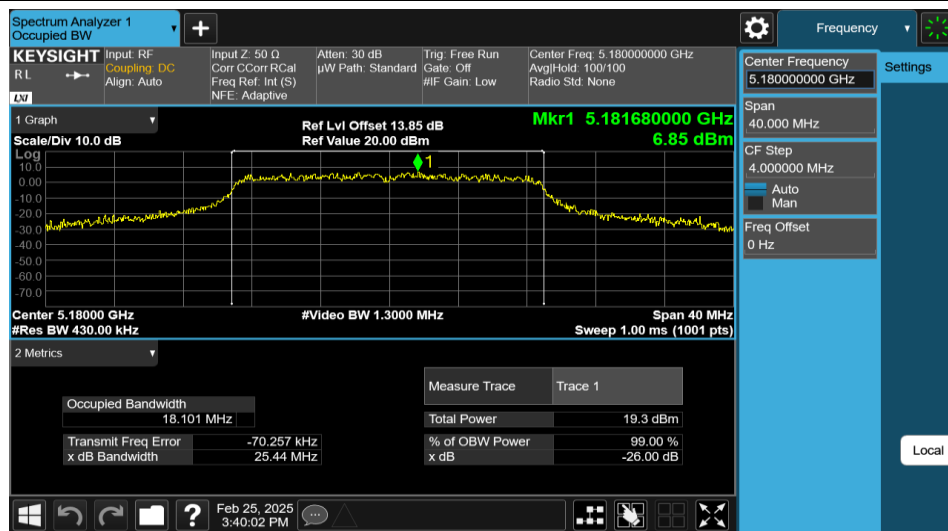 Spectrum Analyzer 1
Occupied BW
+
Frequency
KEYSIGHT
R L
LXI
Input: RF
Coupling: DC
Align: Auto
Input Z: 50 Ω
Corr CCorr RCal
Freq Ref: Int (S)
NFE: Adaptive
Atten: 30 dB
µW Path: Standard
Trig: Free Run
Gate: Off
#IF Gain: Low
Center Freq: 5.180000000 GHz
Avg|Hold: 100/100
Radio Std: None
1 Graph
Scale/Div 10.0 dB
Ref Lvl Offset 13.85 dB
Ref Value 20.00 dBm
Mkr1 5.181680000 GHz
6.85 dBm
Log
10.0
0.00
-10.0
-20.0
-30.0
-40.0
-50.0
-60.0
-70.0
1
Center 5.18000 GHz
#Res BW 430.00 kHz
#Video BW 1.3000 MHz
Span 40 MHz
Sweep 1.00 ms (1001 pts)
2 Metrics
Occupied Bandwidth
18.101 MHz
Transmit Freq Error -70.257 kHz
x dB Bandwidth 25.44 MHz
Measure Trace Trace 1
Total Power 19.3 dBm
% of OBW Power 99.00 %
x dB -26.00 dB
Center Frequency
5.180000000 GHz
Span
40.000 MHz
CF Step
4.000000 MHz
Auto
Man
Freq Offset
0 Hz
Settings
Local
?
Feb 25, 2025
3:40:02 PM